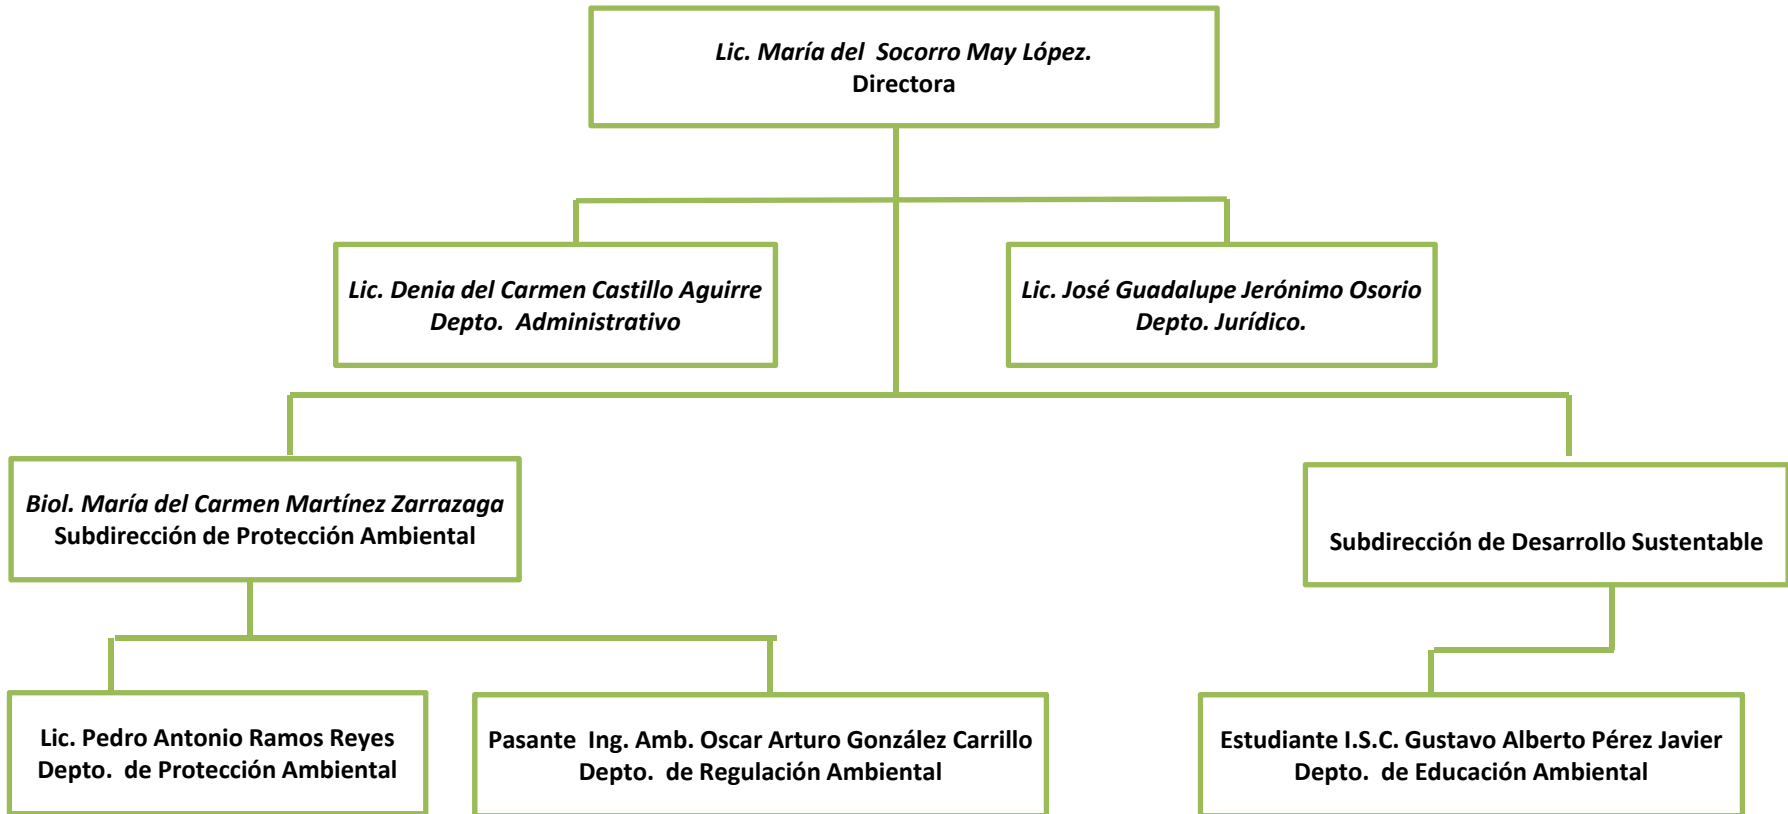 Lic. María del Socorro May López.
Directora
Lic. Denia del Carmen Castillo Aguirre
Depto. Administrativo
Lic. José Guadalupe Jerónimo Osorio
Depto. Jurídico.
Biol. María del Carmen Martínez Zarrazaga
Subdirección de Protección Ambiental
Subdirección de Desarrollo Sustentable
Lic. Pedro Antonio Ramos Reyes
Depto. de Protección Ambiental
Pasante Ing. Amb. Oscar Arturo González Carrillo
Depto. de Regulación Ambiental
Estudiante I.S.C. Gustavo Alberto Pérez Javier
Depto. de Educación Ambiental